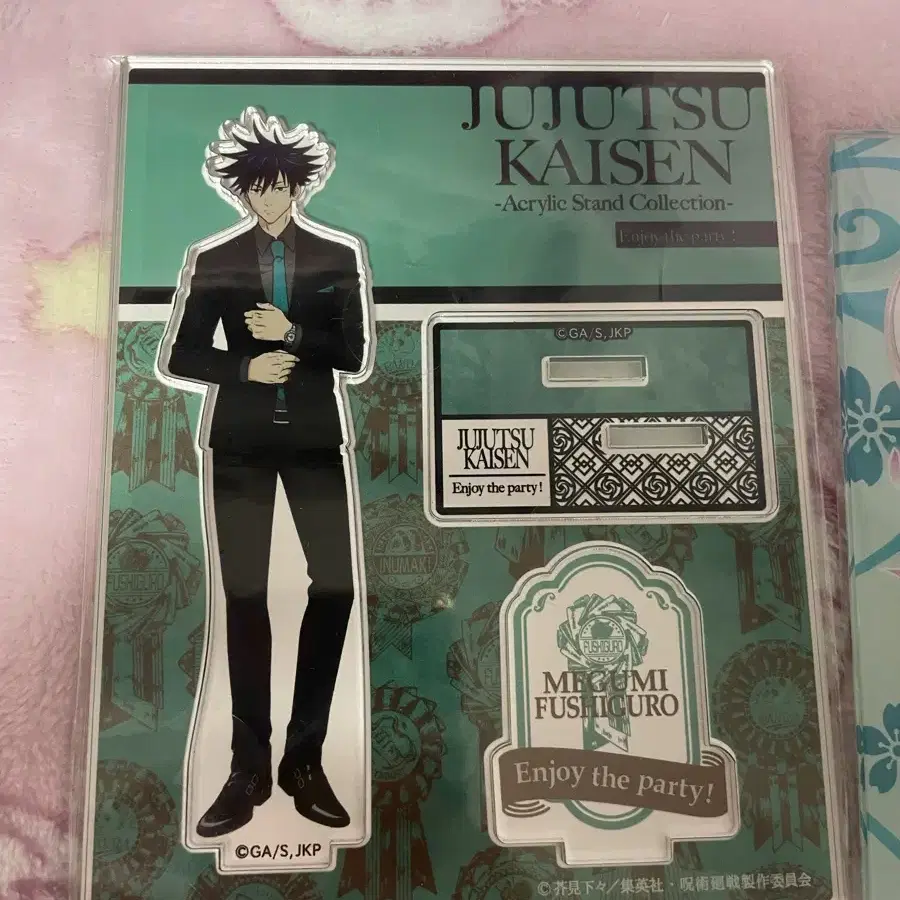 JUJUTSU
KAISEN
-Acrylic Stand Collection-
Enjoy the party!
©GA/S,JKP
JUJUTSU
KAISEN
Enjoy the party!
INUMAKI
FUSHIGURO
FUSHIGURO
MEGUMI
FUSHIGURO
Enjoy the party!
©GA/S,JKP
©芥見下々/集英社・呪術廻戦製作委員会